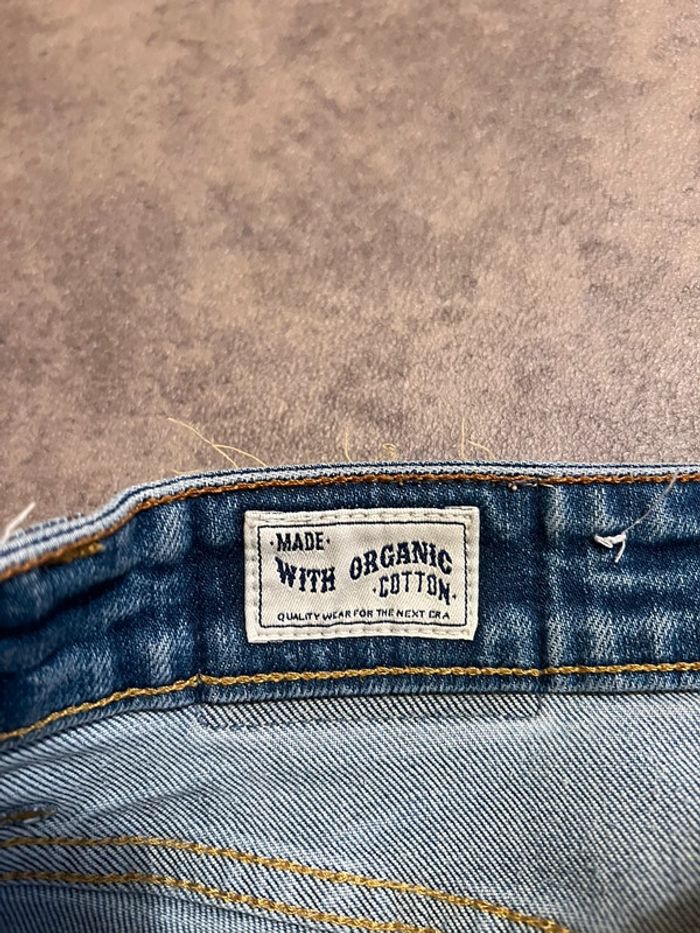 ·MADE·
WITH ORGANIC
·COTTON·
QUALITY WEAR FOR THE NEXT ERA